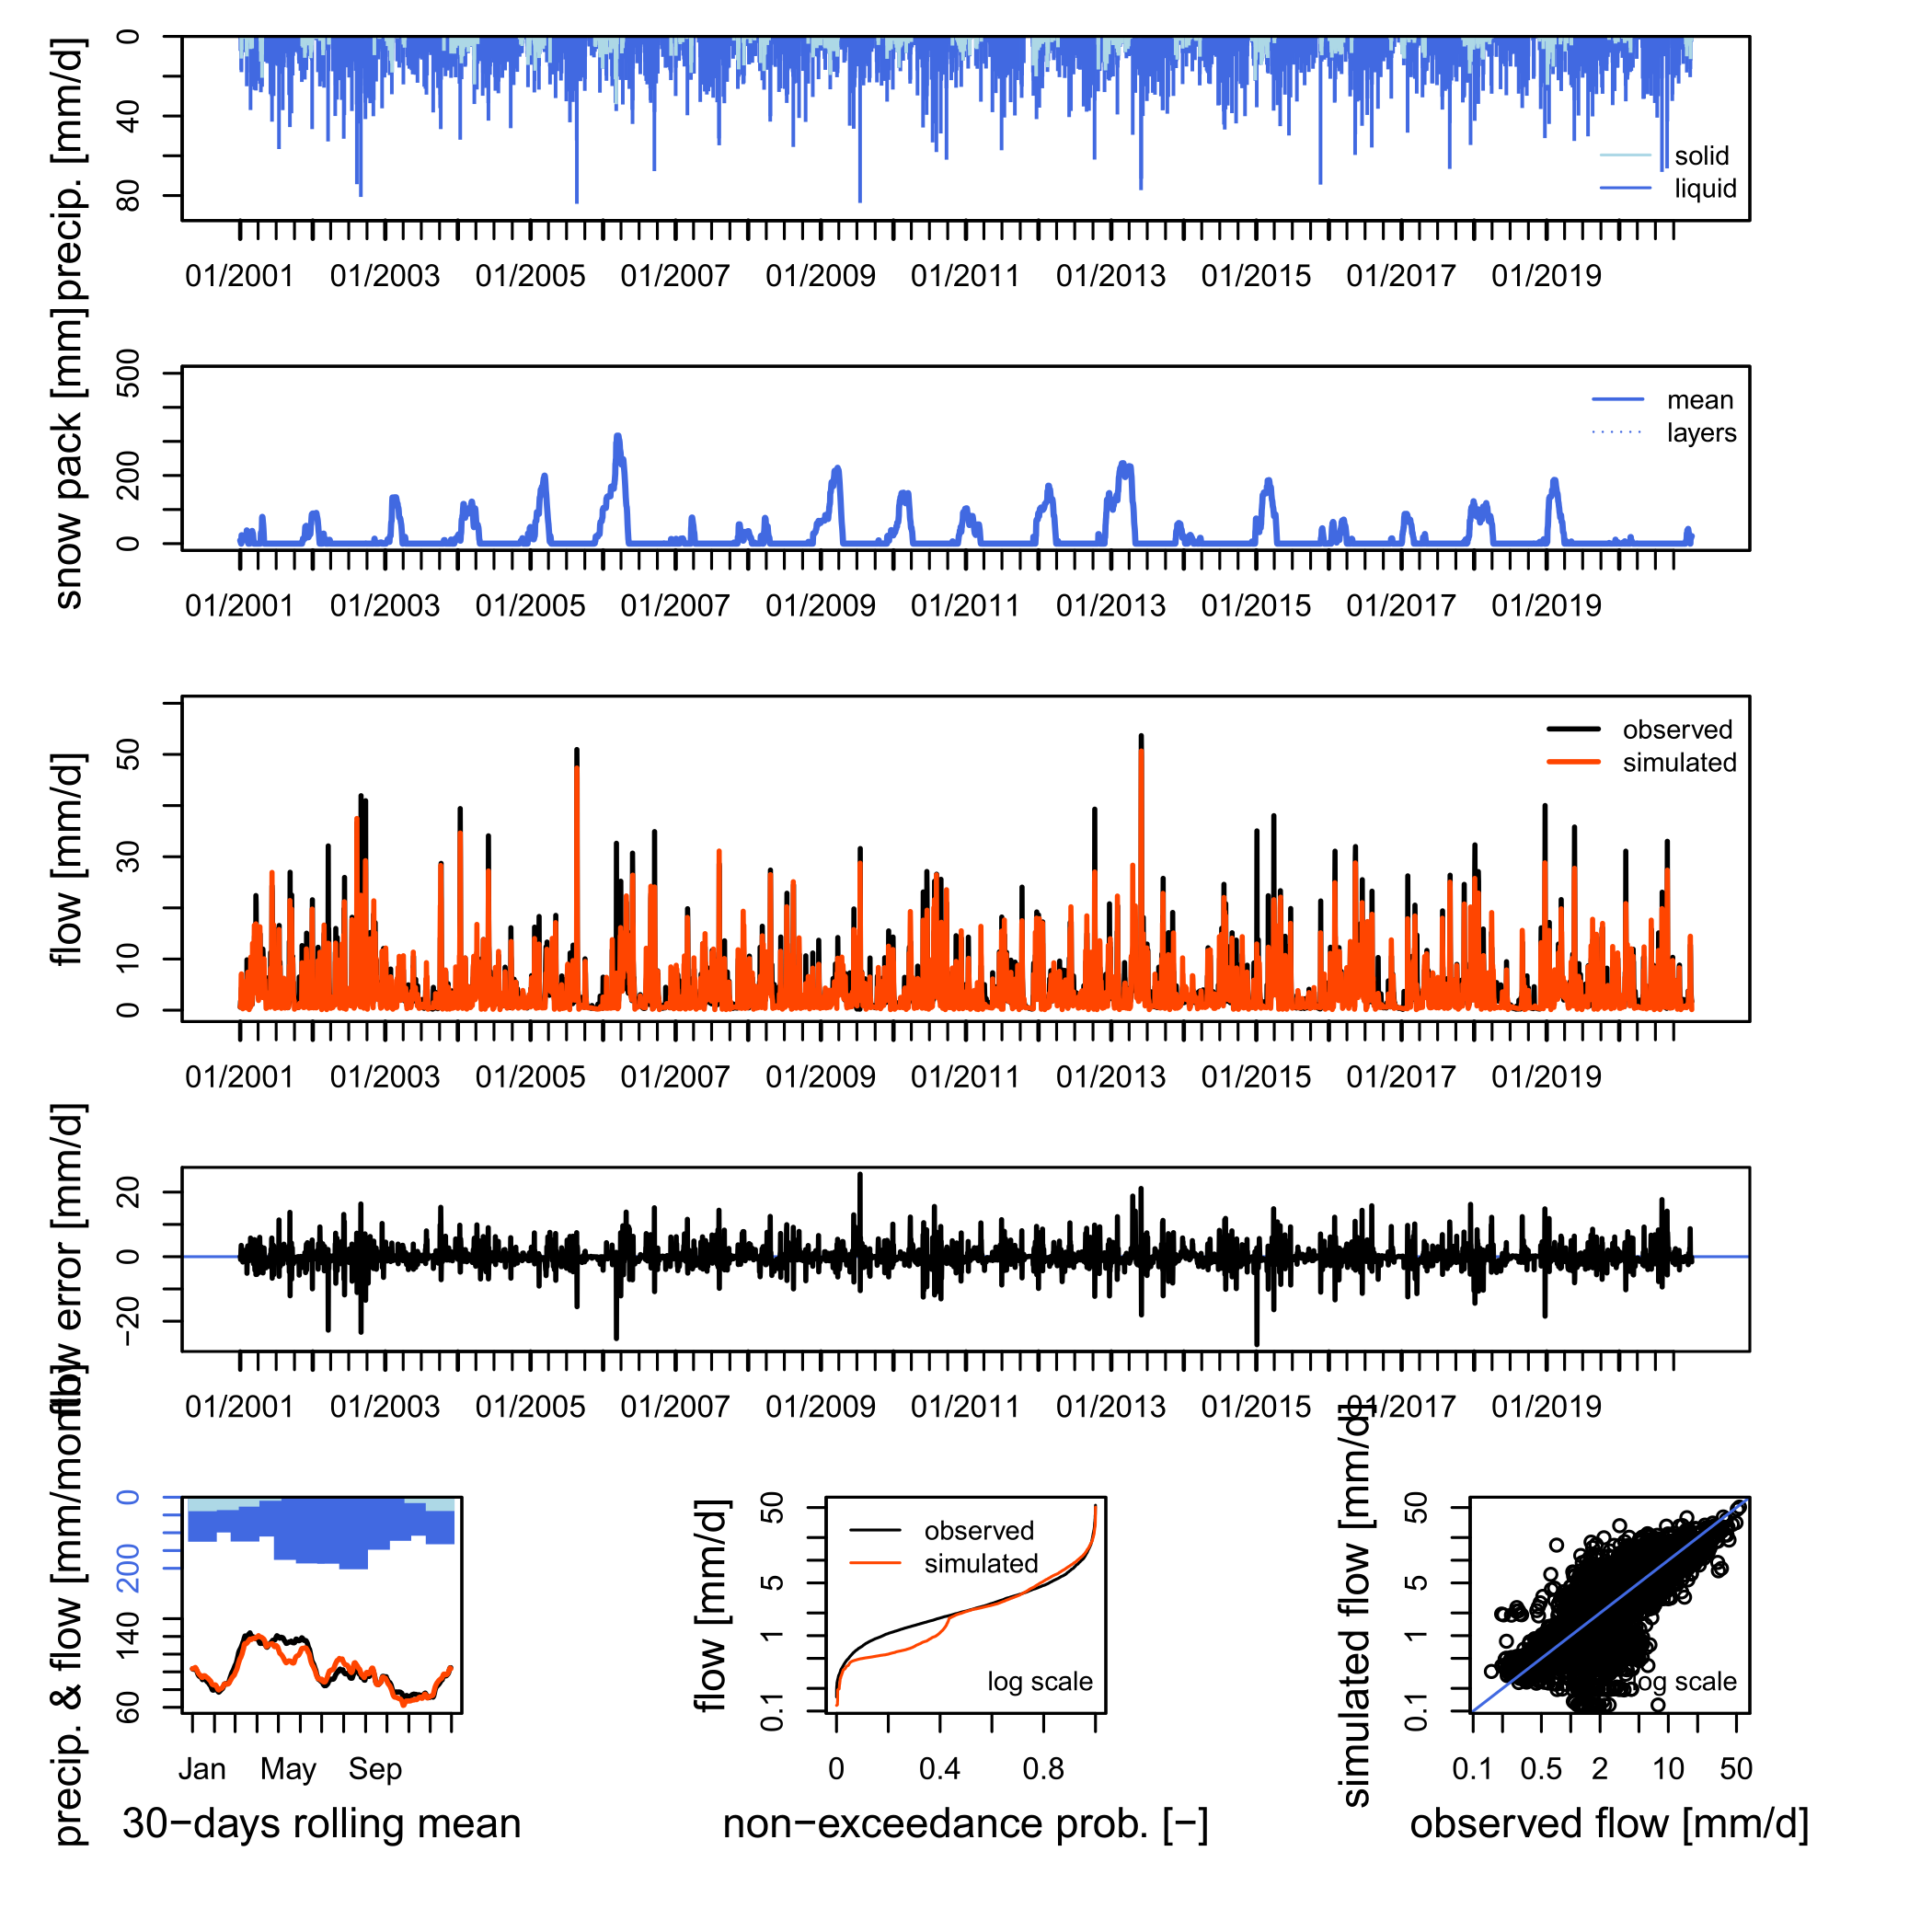 precip. [mm/d]
0
40
80
solid
liquid
01/2001 01/2003 01/2005 01/2007 01/2009 01/2011 01/2013 01/2015 01/2017 01/2019
snow pack [mm]
0
200
500
mean
layers
01/2001 01/2003 01/2005 01/2007 01/2009 01/2011 01/2013 01/2015 01/2017 01/2019
flow [mm/d]
0
10
30
50
observed
simulated
01/2001 01/2003 01/2005 01/2007 01/2009 01/2011 01/2013 01/2015 01/2017 01/2019
flow error [mm/d]
−20
0
20
01/2001 01/2003 01/2005 01/2007 01/2009 01/2011 01/2013 01/2015 01/2017 01/2019
precip. & flow [mm/month]
0
200
140
60
Jan May Sep
30−days rolling mean
flow [mm/d]
0.1
1
5
50
observed
simulated
log scale
0 0.4 0.8
non−exceedance prob. [−]
simulated flow [mm/d]
0.1
1
5
50
log scale
0.1 0.5 2 10 50
observed flow [mm/d]